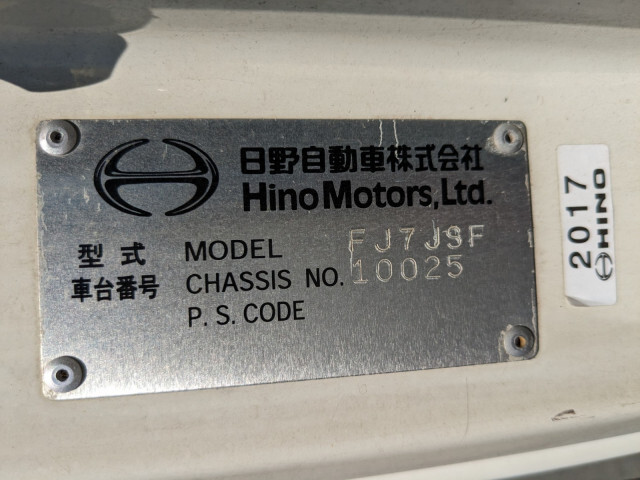 日野自動車株式会社
Hino Motors, Ltd.
型式 MODEL FJ7JSF
車台番号 CHASSIS NO. 10025
P. S. CODE
2017
HINO